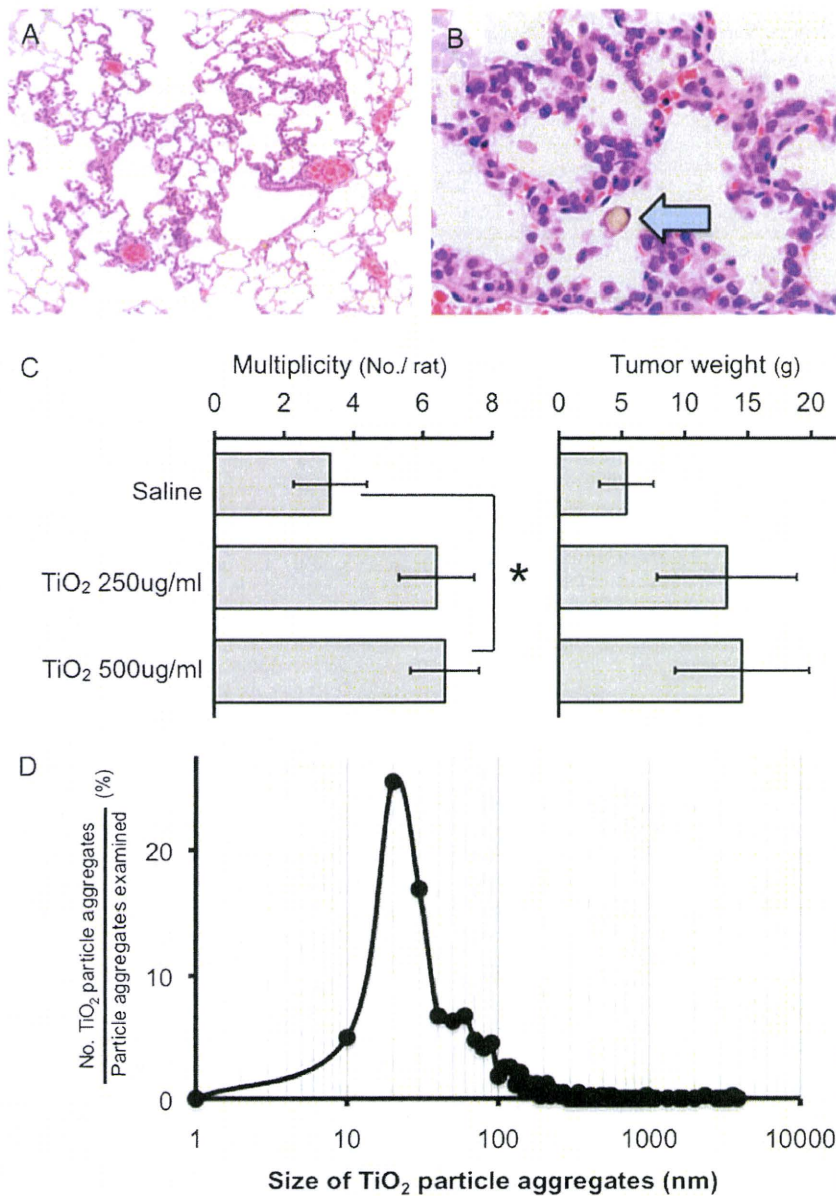 A
B
C
Multiplicity (No./ rat)
Tumor weight (g)
0 2 4 6 8
0 5 10 15 20
Saline
TiO₂ 250ug/ml
TiO₂ 500ug/ml
*
D
No. TiO₂ particle aggregates
Particle aggregates examined
(%)
20
10
0
1 10 100 1000 10000
Size of TiO₂ particle aggregates (nm)